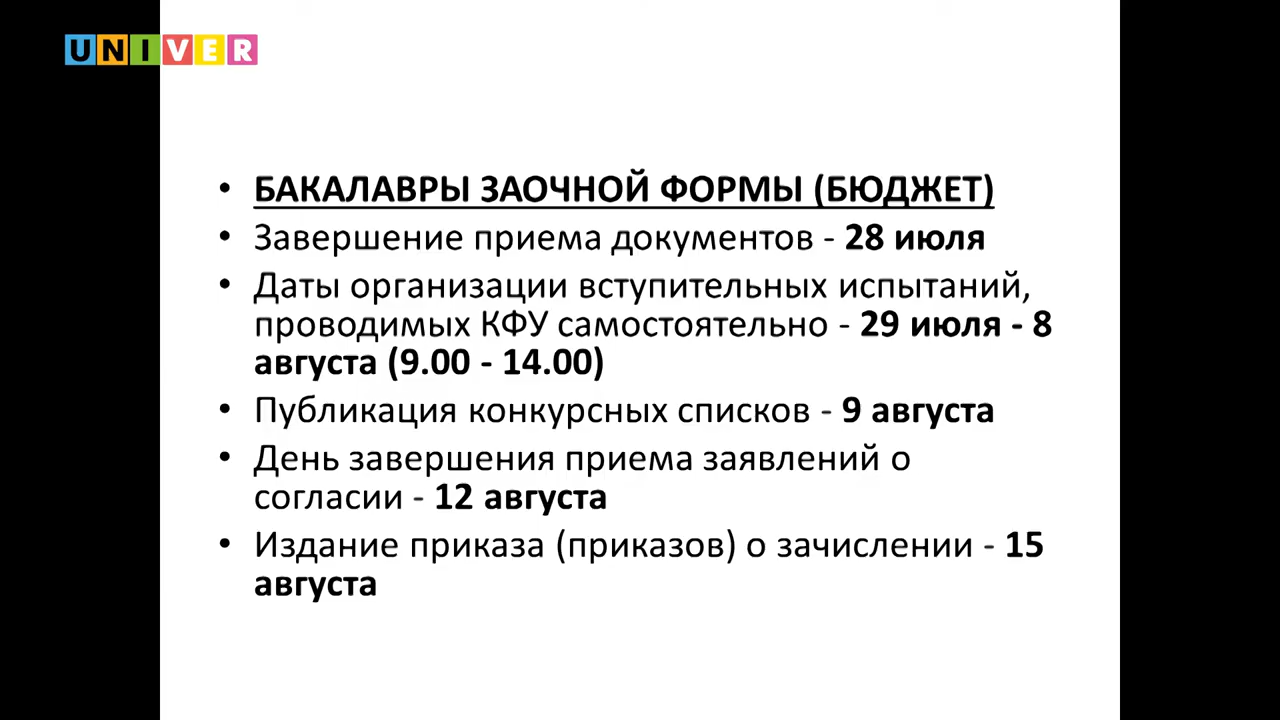 UNIVER
• БАКАЛАВРЫ ЗАОЧНОЙ ФОРМЫ (БЮДЖЕТ)
• Завершение приема документов - 28 июля
• Даты организации вступительных испытаний,
проводимых КФУ самостоятельно - 29 июля - 8
августа (9.00 - 14.00)
• Публикация конкурсных списков - 9 августа
• День завершения приема заявлений о
согласии - 12 августа
• Издание приказа (приказов) о зачислении - 15
августа